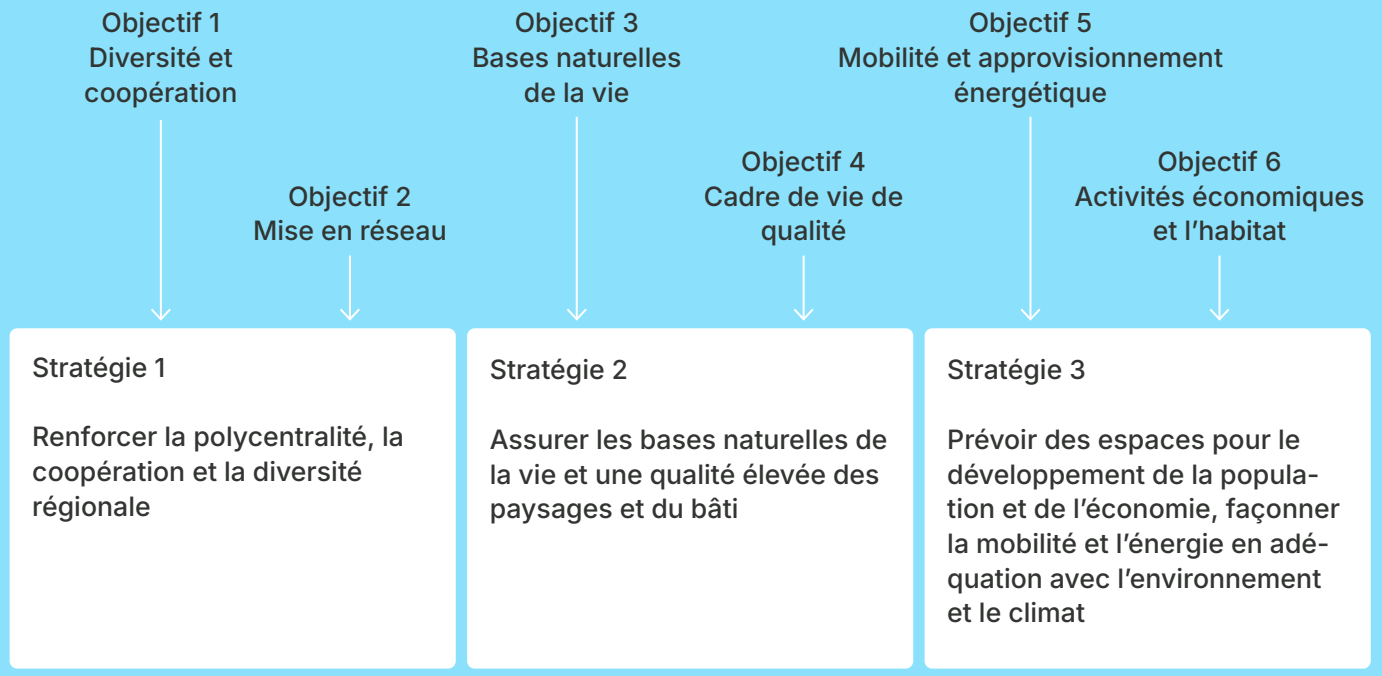 Objectif 1
Diversité et
coopération
Objectif 2
Mise en réseau
Objectif 3
Bases naturelles
de la vie
Objectif 4
Cadre de vie de
qualité
Objectif 5
Mobilité et approvisionnement
énergétique
Objectif 6
Activités économiques
et l’habitat
Stratégie 1
Renforcer la polycentralité, la
coopération et la diversité
régionale
Stratégie 2
Assurer les bases naturelles de
la vie et une qualité élevée des
paysages et du bâti
Stratégie 3
Prévoir des espaces pour le
développement de la popula-
tion et de l’économie, façonner
la mobilité et l’énergie en adé-
quation avec l’environnement
et le climat